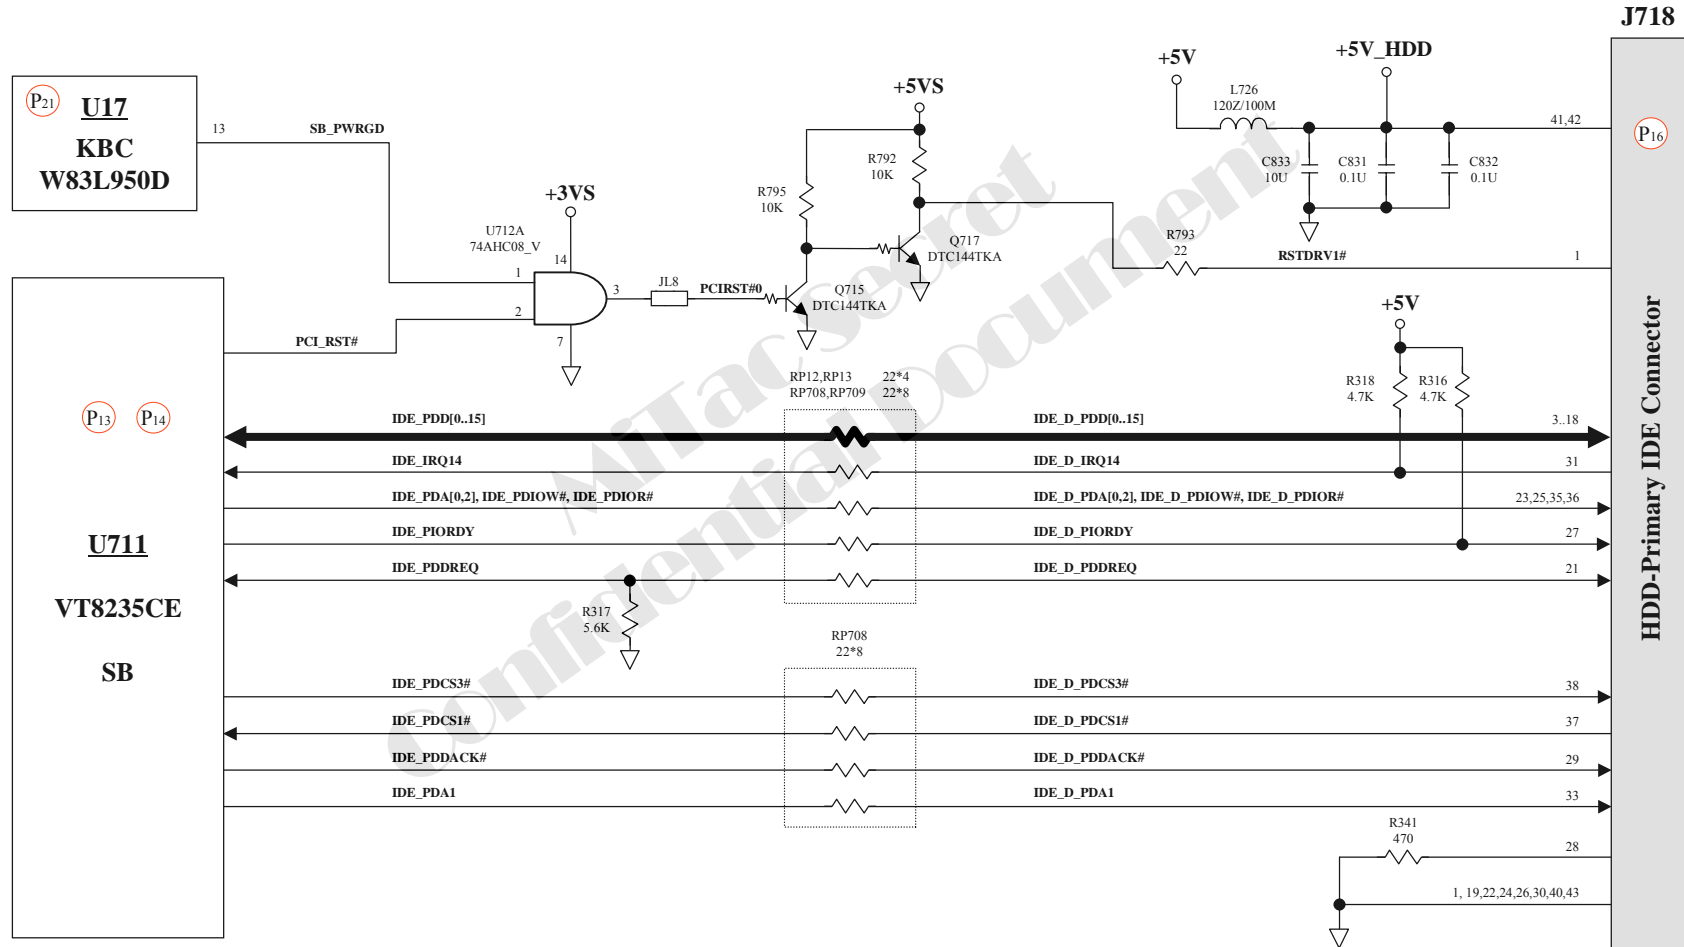 J718
+5V_HDD
+5V
+5VS
L726
120Z/100M
P21
U17
KBC
W83L950D
13
SB_PWRGD
41,42
P16
R792
10K
C833
10U
C831
0.1U
C832
0.1U
R795
10K
+3VS
U712A
74AHC08_V
14
1
2
3
7
JL8
PCIRST#0
Q715
DTC144TKA
Q717
DTC144TKA
R793
22
RSTDRV1#
1
PCI_RST#
+5V
RP12,RP13 22*4
RP708,RP709 22*8
R318
4.7K
R316
4.7K
P13 P14
IDE_PDD[0..15]
IDE_D_PDD[0..15]
3..18
IDE_IRQ14
IDE_D_IRQ14
31
IDE_PDA[0,2], IDE_PDIOW#, IDE_PDIOR#
IDE_D_PDA[0,2], IDE_D_PDIOW#, IDE_D_PDIOR#
23,25,35,36
IDE_PIORDY
IDE_D_PIORDY
27
IDE_PDDREQ
IDE_D_PDDREQ
21
U711
VT8235CE
SB
R317
5.6K
RP708
22*8
IDE_PDCS3#
IDE_D_PDCS3#
38
IDE_PDCS1#
IDE_D_PDCS1#
37
IDE_PDDACK#
IDE_D_PDDACK#
29
IDE_PDA1
IDE_D_PDA1
33
R341
470
28
1, 19,22,24,26,30,40,43
HDD-Primary IDE Connector
MiTac Secret
Confidential Document